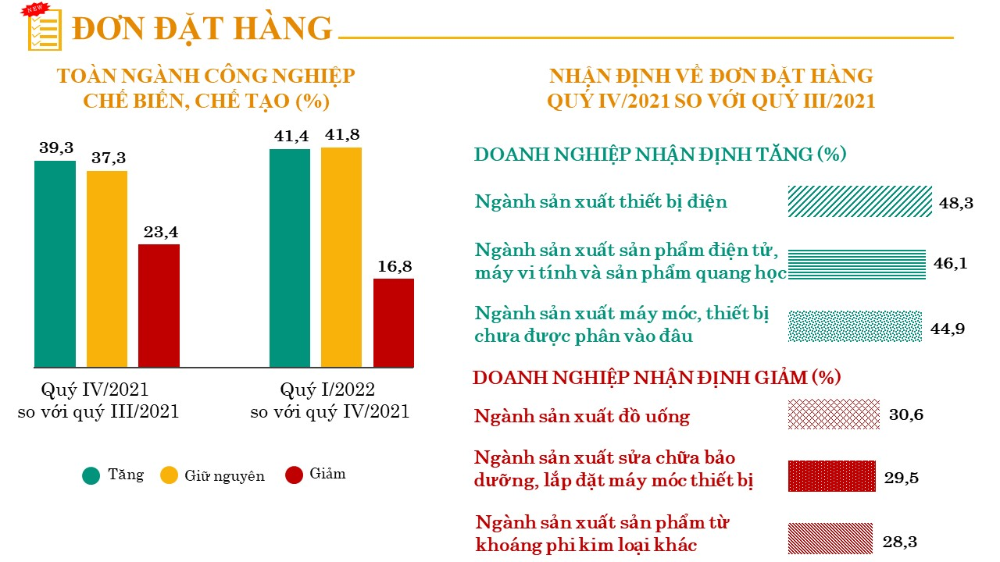 NEW
ĐƠN ĐẶT HÀNG
TOÀN NGÀNH CÔNG NGHIỆP
CHẾ BIẾN, CHẾ TẠO (%)
39,3
37,3
23,4
41,4
41,8
16,8
Quý IV/2021
so với quý III/2021
Quý I/2022
so với quý IV/2021
Tăng
Giữ nguyên
Giảm
NHẬN ĐỊNH VỀ ĐƠN ĐẶT HÀNG
QUÝ IV/2021 SO VỚI QUÝ III/2021
DOANH NGHIỆP NHẬN ĐỊNH TĂNG (%)
Ngành sản xuất thiết bị điện
48,3
Ngành sản xuất sản phẩm điện tử,
máy vi tính và sản phẩm quang học
46,1
Ngành sản xuất máy móc, thiết bị
chưa được phân vào đâu
44,9
DOANH NGHIỆP NHẬN ĐỊNH GIẢM (%)
Ngành sản xuất đồ uống
30,6
Ngành sản xuất sửa chữa bảo
dưỡng, lắp đặt máy móc thiết bị
29,5
Ngành sản xuất sản phẩm từ
khoáng phi kim loại khác
28,3